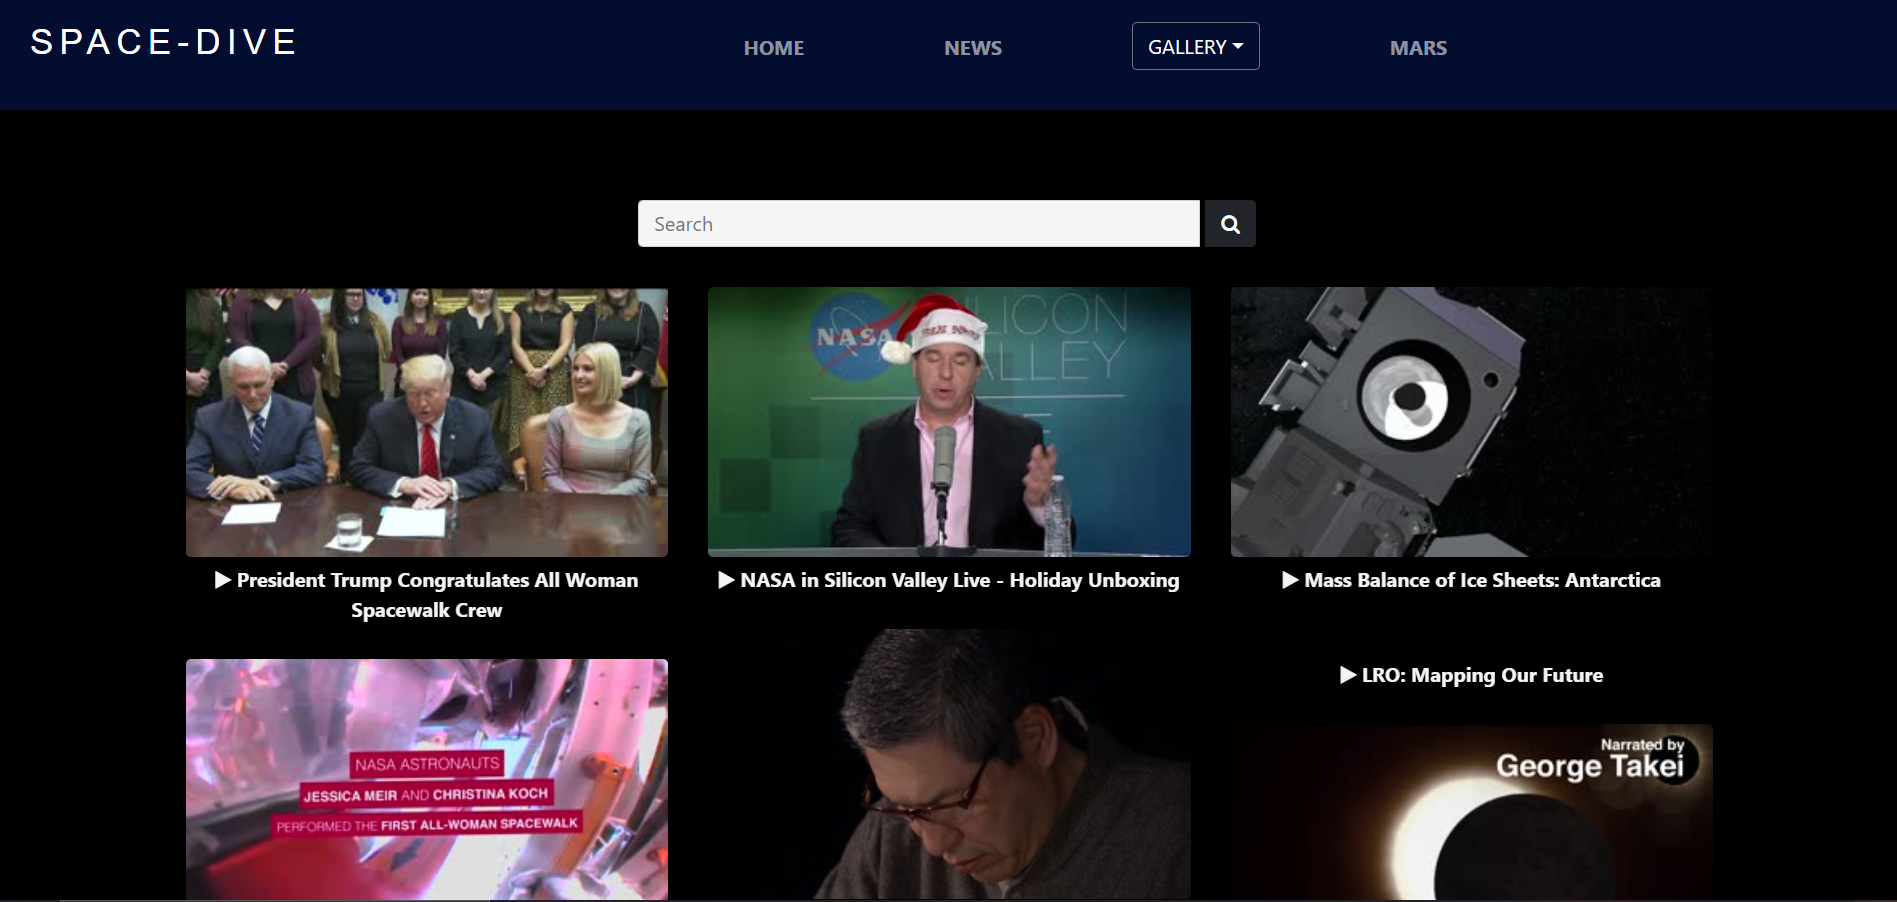 SPACE-DIVE
HOME
NEWS
GALLERY
MARS
Search
NASA
SILICON
VALLEY
President Trump Congratulates All Woman
Spacewalk Crew
NASA in Silicon Valley Live - Holiday Unboxing
Mass Balance of Ice Sheets: Antarctica
NASA ASTRONAUTS
JESSICA MEIR AND CHRISTINA KOCH
PERFORMED THE FIRST ALL-WOMAN SPACEWALK
LRO: Mapping Our Future
Narrated by
George Takei